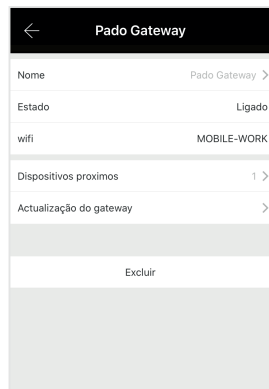 Pado Gateway
Nome Pado Gateway
Estado Ligado
wifi MOBILE-WORK
Dispositivos proximos 1
Actualização do gateway
Excluir